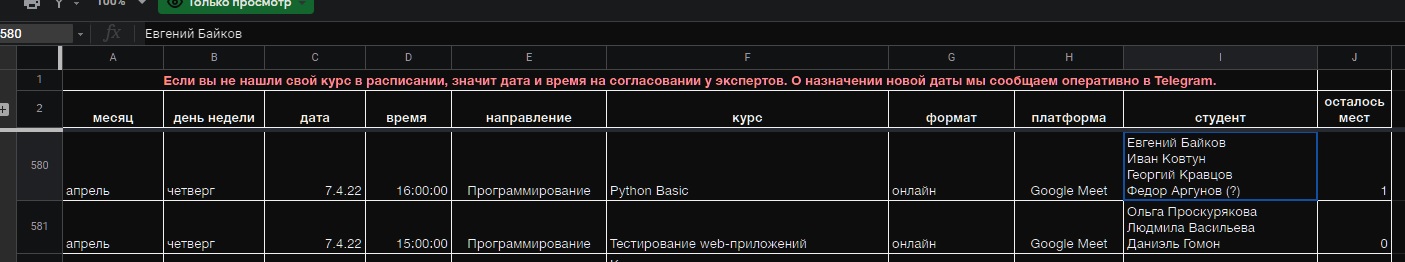 100%
Только просмотр
580
fx
Евгений Байков
A B C D E F G H I J
1 Если вы не нашли свой курс в расписании, значит дата и время на согласовании у экспертов. О назначении новой даты мы сообщаем оперативно в Telegram.
2 месяц день недели дата время направление курс формат платформа студент осталось мест
580 апрель четверг 7.4.22 16:00:00 Программирование Python Basic онлайн Google Meet
Евгений Байков
Иван Ковтун
Георгий Кравцов
Федор Аргунов (?)
1
581 апрель четверг 7.4.22 15:00:00 Программирование Тестирование web-приложений онлайн Google Meet
Ольга Проскурякова
Людмила Васильева
Даниэль Гомон
0